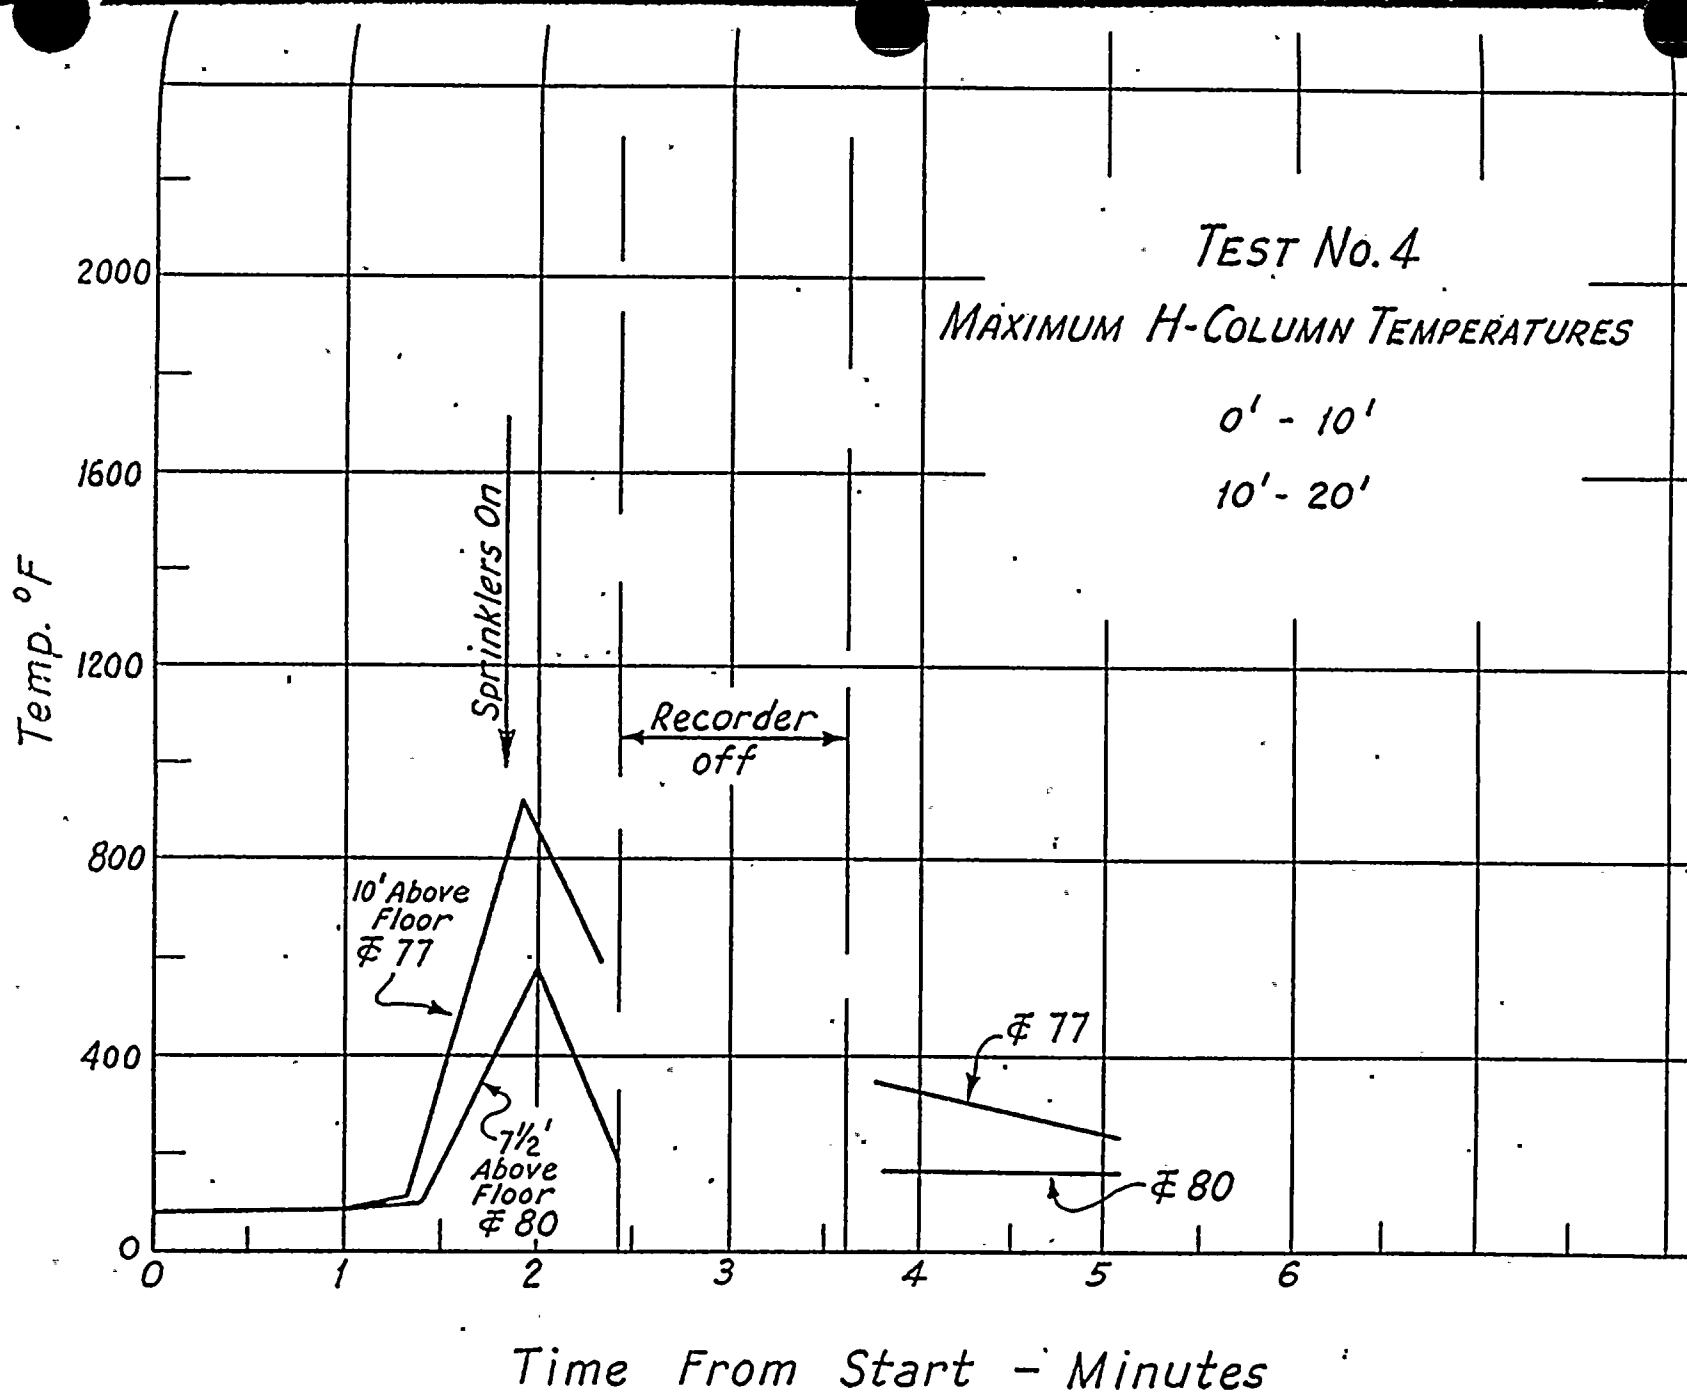 TEST No. 4
MAXIMUM H-COLUMN TEMPERATURES
0' - 10'
10' - 20'
2000
1600
1200
800
400
0
Temp. °F
Sprinklers On
Recorder
off
10' Above
Floor
77
7 1/2'
Above
Floor
80
77
80
0 1 2 3 4 5 6
Time From Start - Minutes